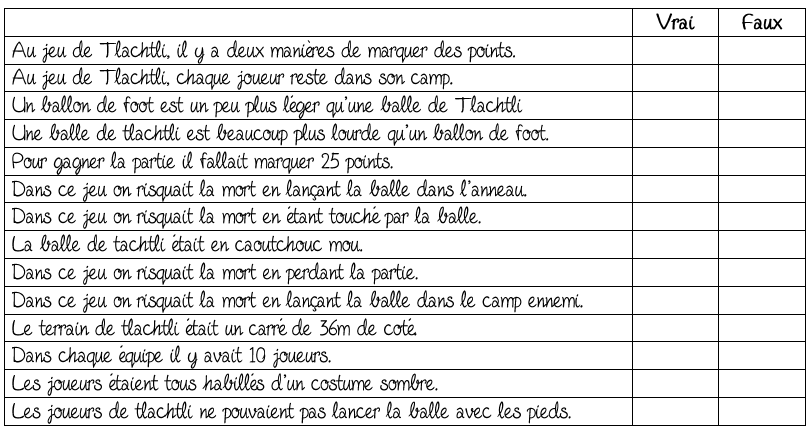 Vrai Faux
Au jeu de Tlachtli, il y a deux manières de marquer des points.
Au jeu de Tlachtli, chaque joueur reste dans son camp.
Un ballon de foot est un peu plus léger qu'une balle de Tlachtli
Une balle de tlachtli est beaucoup plus lourde qu'un ballon de foot.
Pour gagner la partie il fallait marquer 25 points.
Dans ce jeu on risquait la mort en lançant la balle dans l'anneau.
Dans ce jeu on risquait la mort en étant touché par la balle.
La balle de tachtli était en caoutchouc mou.
Dans ce jeu on risquait la mort en perdant la partie.
Dans ce jeu on risquait la mort en lançant la balle dans le camp ennemi.
Le terrain de tlachtli était un carré de 36m de coté.
Dans chaque équipe il y avait 10 joueurs.
Les joueurs étaient tous habillés d'un costume sombre.
Les joueurs de tlachtli ne pouvaient pas lancer la balle avec les pieds.